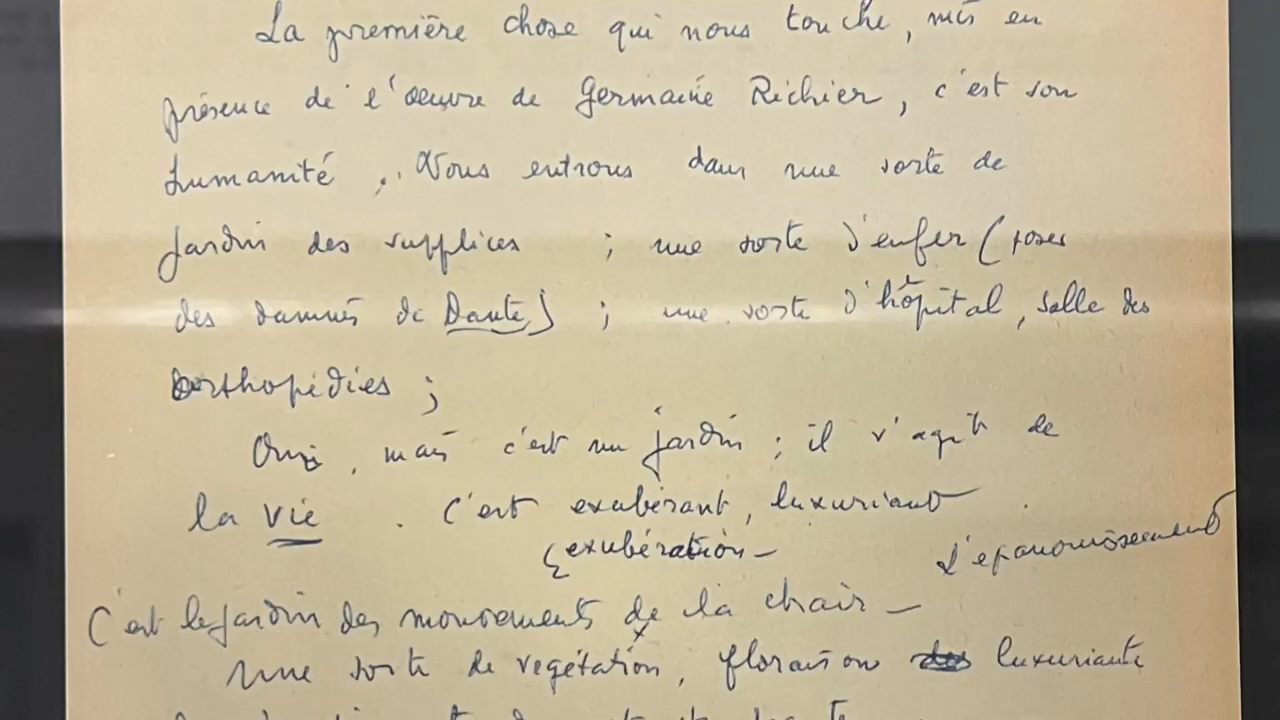 La première chose qui nous touche, mis en
présence de l'œuvre de Germaine Richier, c'est son
humanité. Nous entrons dans une sorte de
jardin des supplices ; une sorte d'enfer (
des damnés de Dante) ; une sorte d'hôpital, salle des
orthopédies ;
Oui, mais c'est un jardin ; il s'agit de
la vie. C'est exubérant, luxuriant
exubération –
d'épanouissement
C'est le jardin des mouvements de la chair –
Une sorte de végétation, floraison des luxuriante